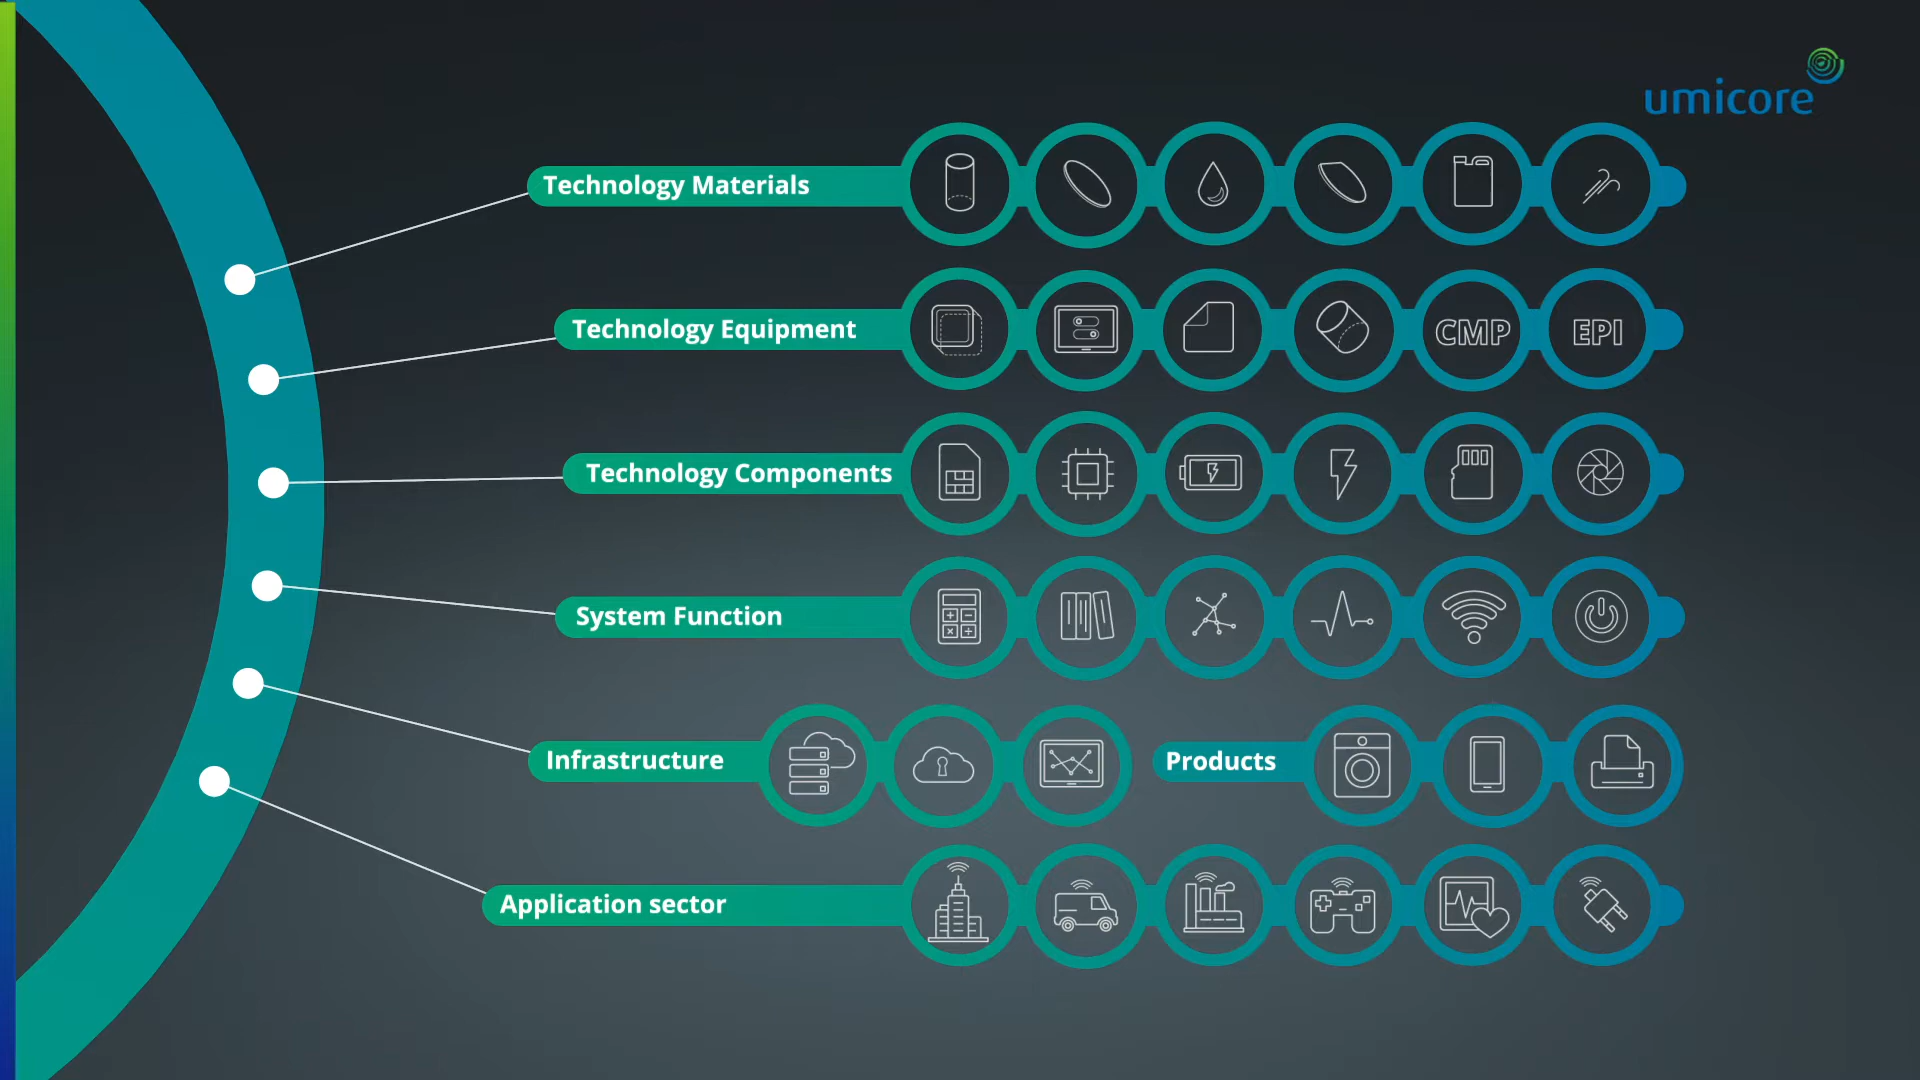 umicore
Technology Materials
Technology Equipment
CMP
EPI
Technology Components
System Function
Infrastructure
Products
Application sector